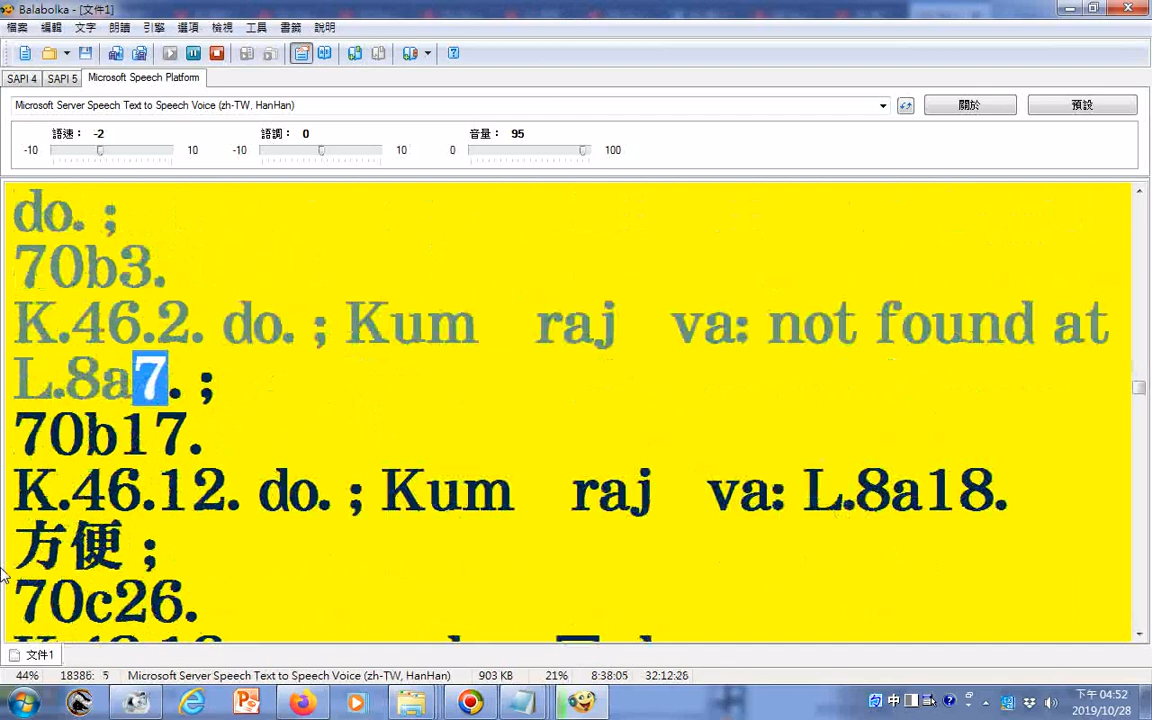 Balabolka - [文件1]
檔案 編輯 文字 朗讀 引擎 選項 檢視 工具 書籤 說明
SAPI 4 SAPI 5 Microsoft Speech Platform
Microsoft Server Speech Text to Speech Voice (zh-TW, HanHan) 關於 預設
語速： -2 語調： 0 音量： 95
-10 10 -10 10 0 100
do. ;
70b3.
K.46.2. do. ; Kum raj va: not found at
L.8a7. ;
70b17.
K.46.12. do. ; Kum raj va: L.8a18.
方便 ;
70c26.
文件1
44% 18386: 5 Microsoft Server Speech Text to Speech Voice (zh-TW, HanHan) 903 KB 21% 8:38:05 32:12:26
中 下午 04:52
2019/10/28